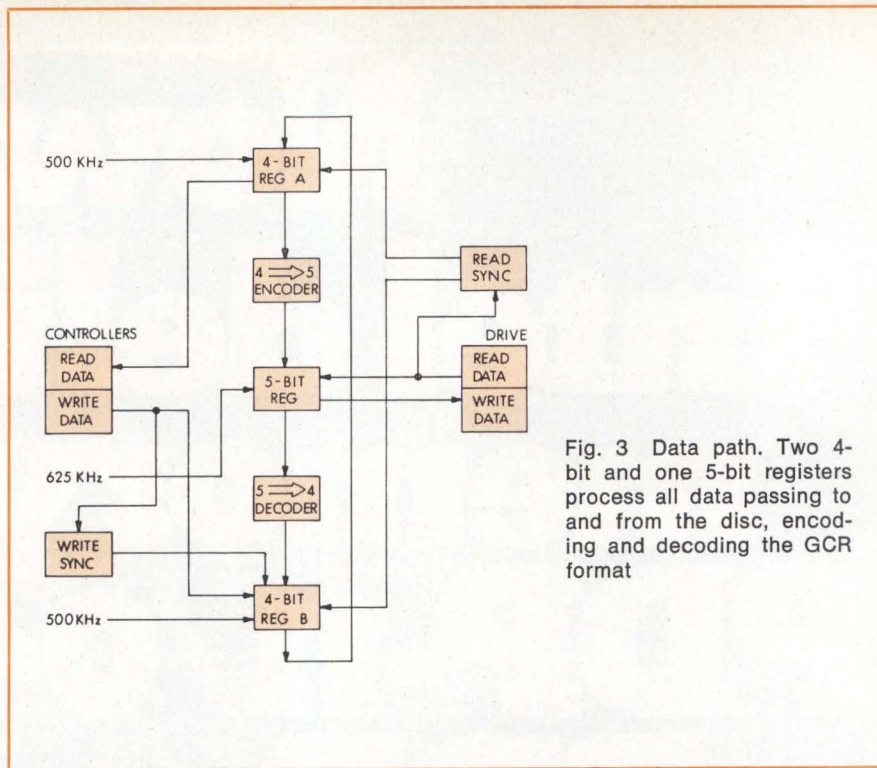 500 KHz
4-BIT
REG A
4 ⟹ 5
ENCODER
READ
SYNC
CONTROLLERS
READ
DATA
WRITE
DATA
5-BIT
REG
DRIVE
READ
DATA
WRITE
DATA
625 KHz
5 ⟹ 4
DECODER
WRITE
SYNC
4-BIT
REG B
500KHz
Fig. 3 Data path. Two 4-
bit and one 5-bit registers
process all data passing to
and from the disc, encod-
ing and decoding the GCR
format